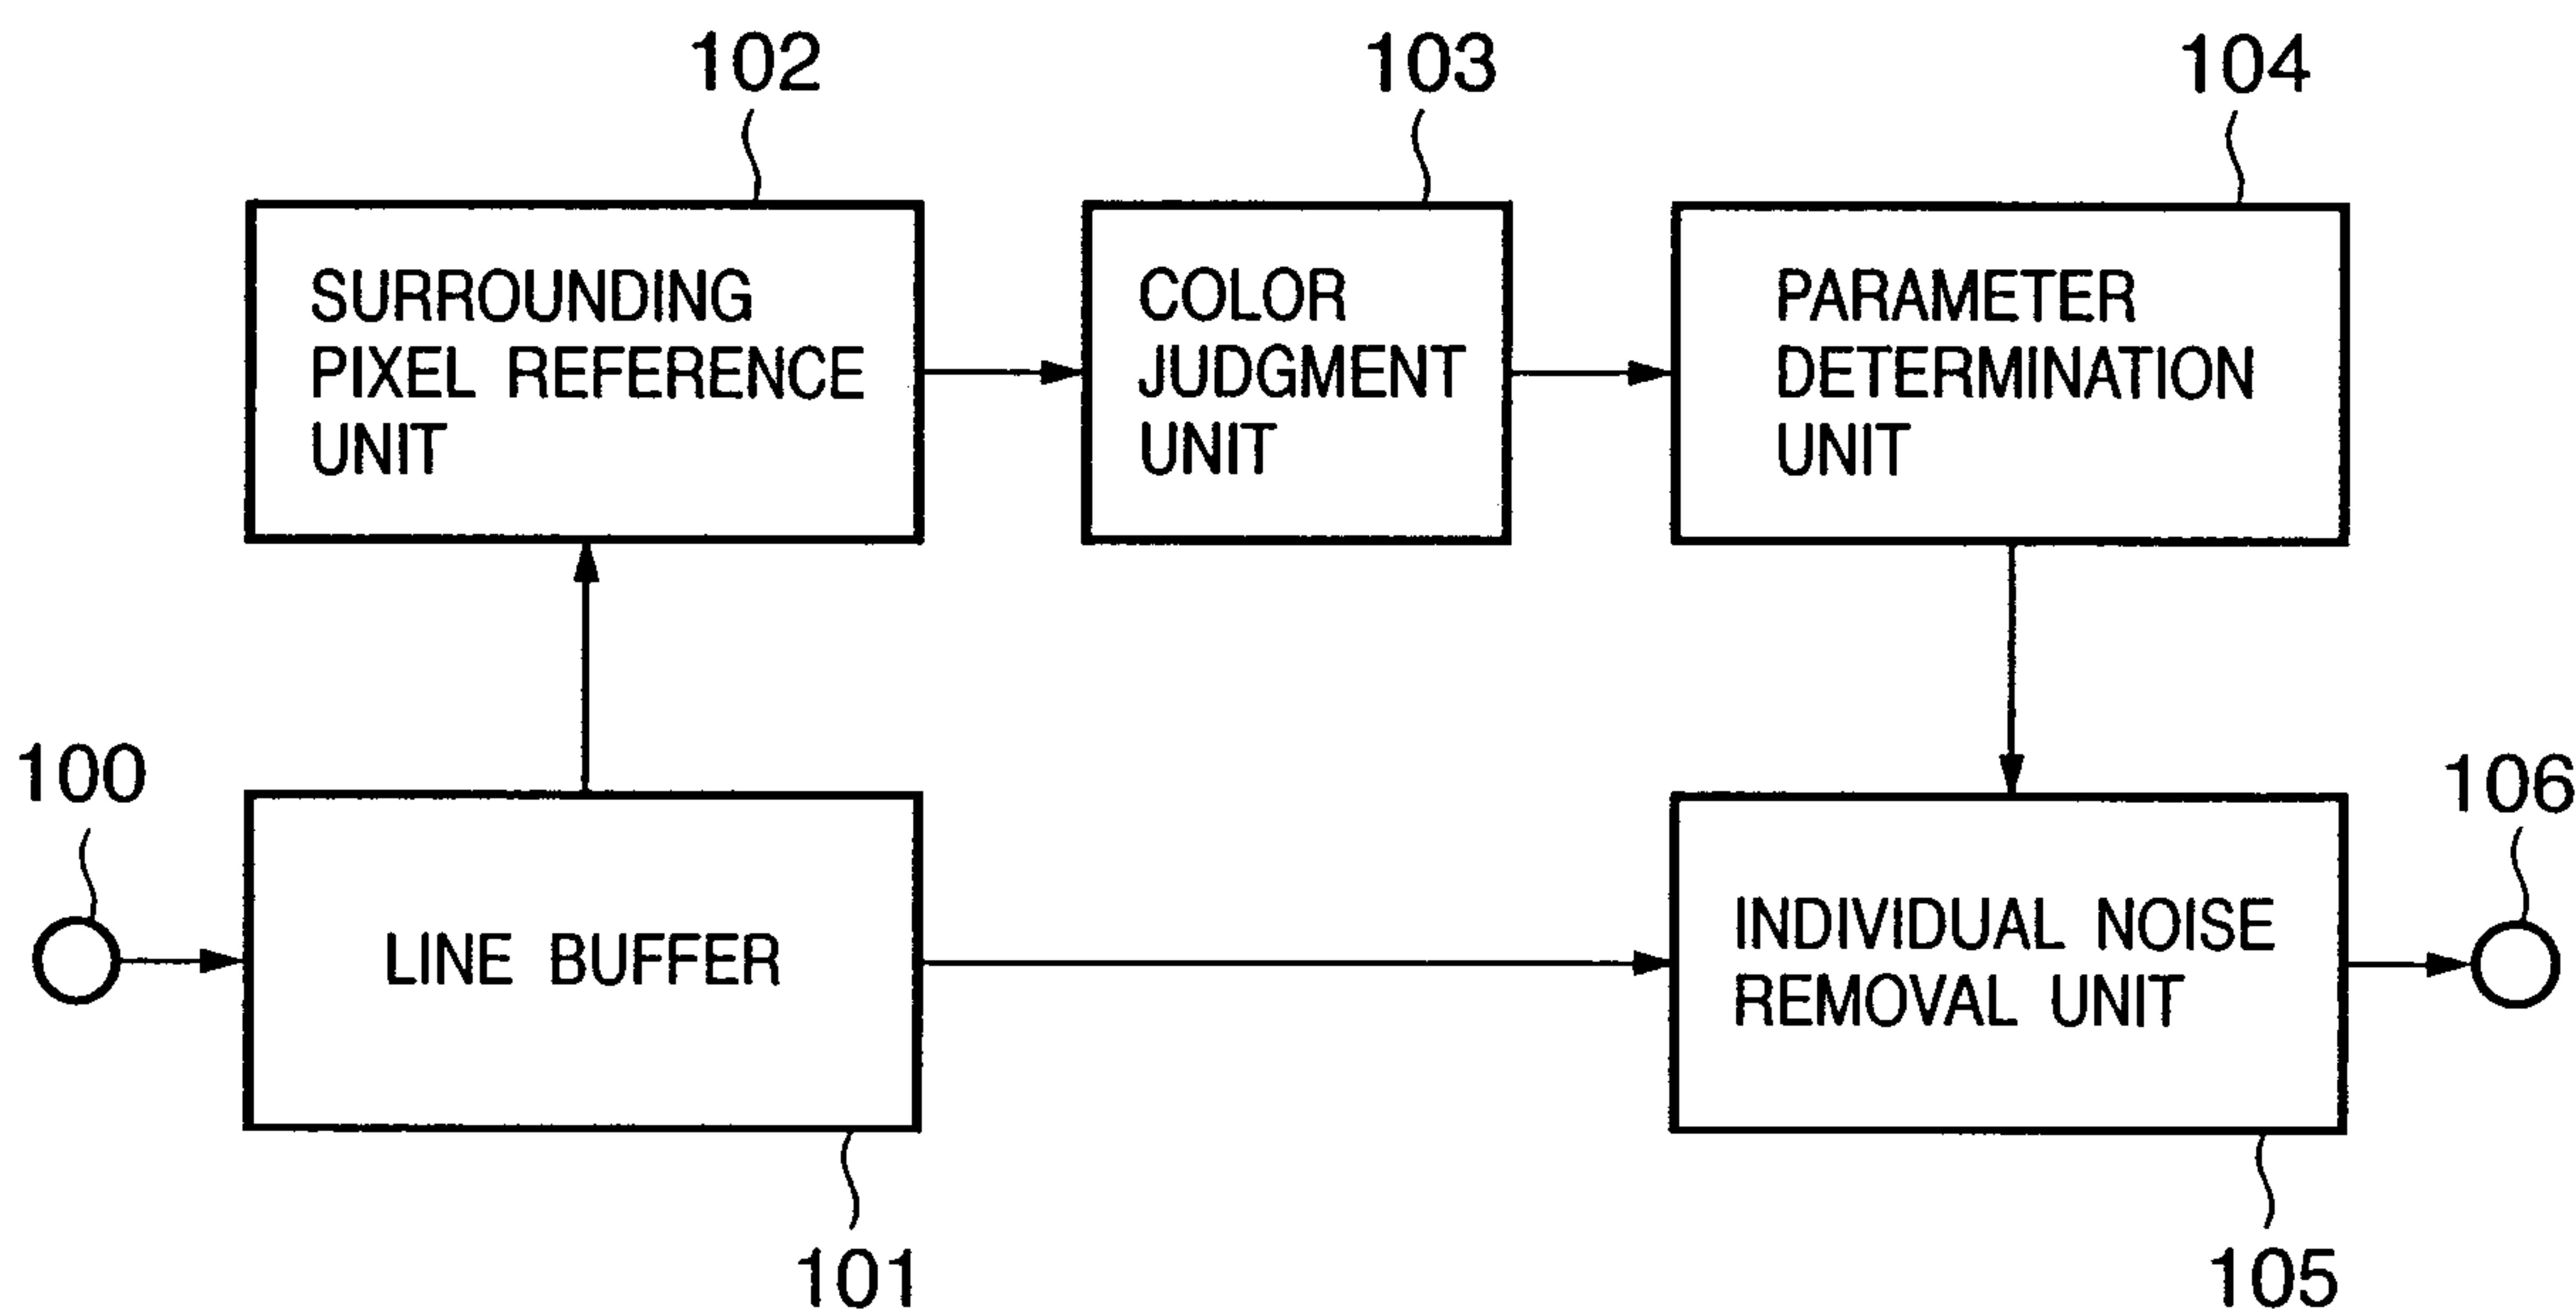 102
103
104
SURROUNDING
PIXEL REFERENCE
UNIT
COLOR
JUDGMENT
UNIT
PARAMETER
DETERMINATION
UNIT
100
106
LINE BUFFER
INDIVIDUAL NOISE
REMOVAL UNIT
101
105